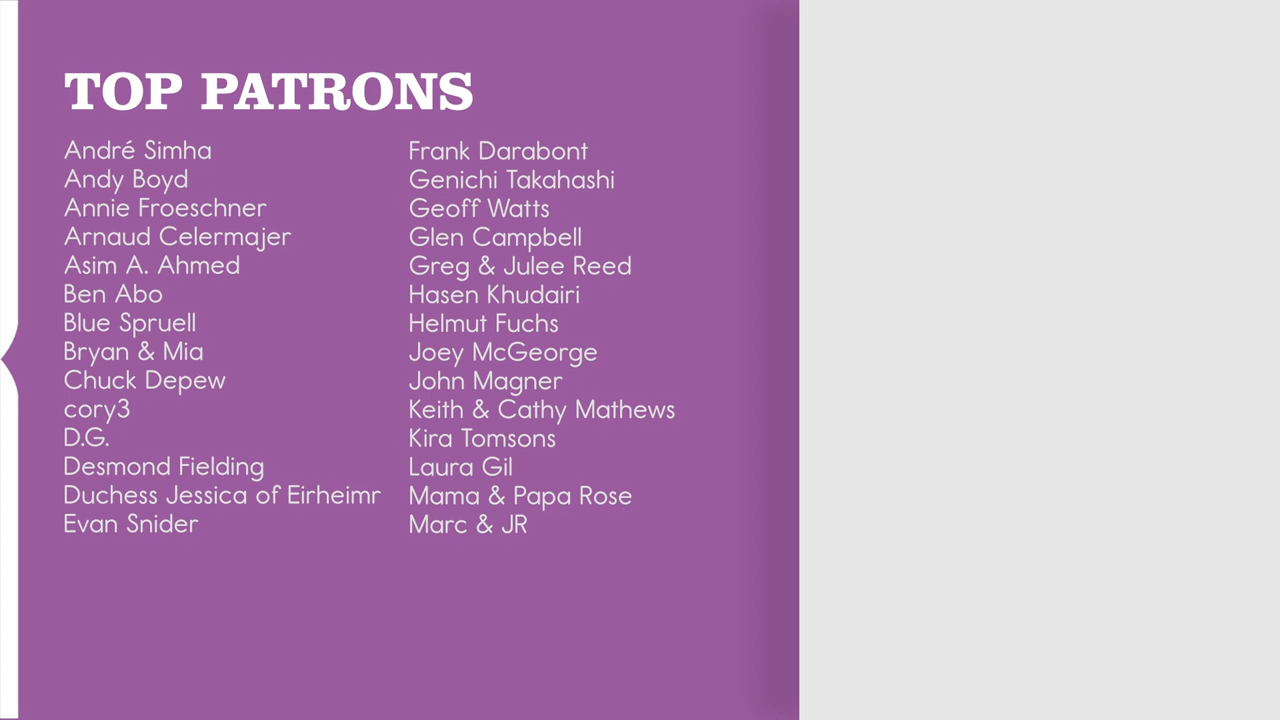 TOP PATRONS
André Simha
Andy Boyd
Annie Froeschner
Arnaud Celermajer
Asim A. Ahmed
Ben Abo
Blue Spruell
Bryan & Mia
Chuck Depew
cory3
D.G.
Desmond Fielding
Duchess Jessica of Eirheimr
Evan Snider
Frank Darabont
Genichi Takahashi
Geoff Watts
Glen Campbell
Greg & Julee Reed
Hasen Khudairi
Helmut Fuchs
Joey McGeorge
John Magner
Keith & Cathy Mathews
Kira Tomsons
Laura Gil
Mama & Papa Rose
Marc & JR